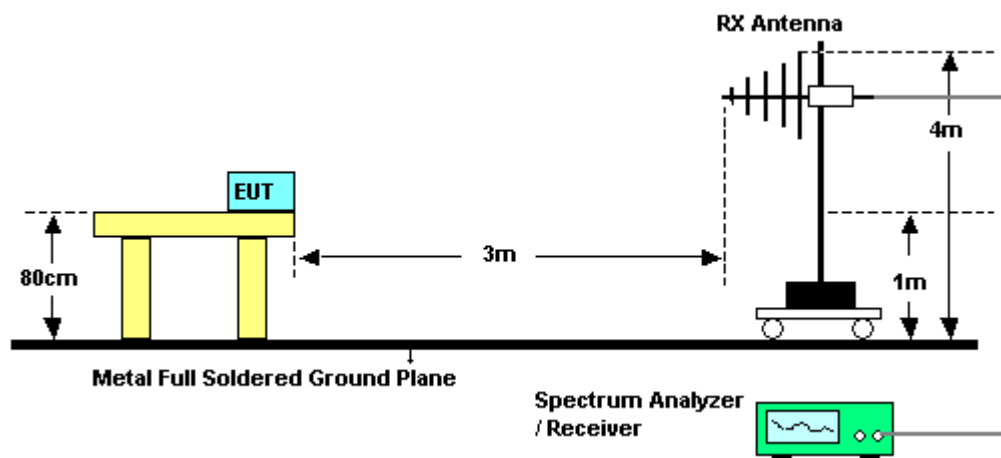 RX Antenna
4m
EUT
3m
80cm
1m
Metal Full Soldered Ground Plane
Spectrum Analyzer
/ Receiver